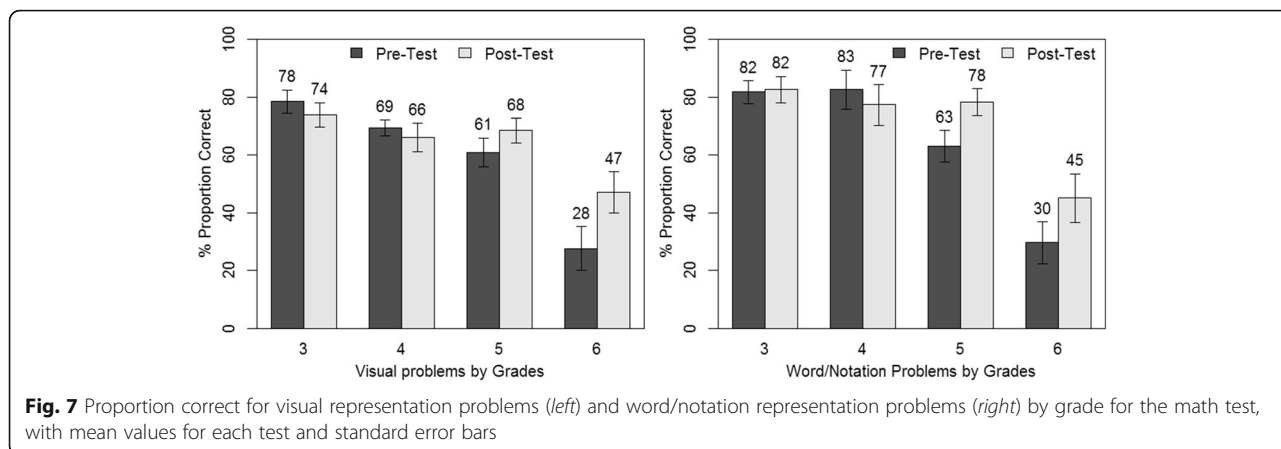 100
80
60
40
20
0
% Proportion Correct
Pre-Test Post-Test
78 74 69 66 61 68 28 47
3 4 5 6
Visual problems by Grades
100
80
60
40
20
0
% Proportion Correct
Pre-Test Post-Test
82 82 83 77 63 78 30 45
3 4 5 6
Word/Notation Problems by Grades
Fig. 7 Proportion correct for visual representation problems (left) and word/notation representation problems (right) by grade for the math test,
with mean values for each test and standard error bars